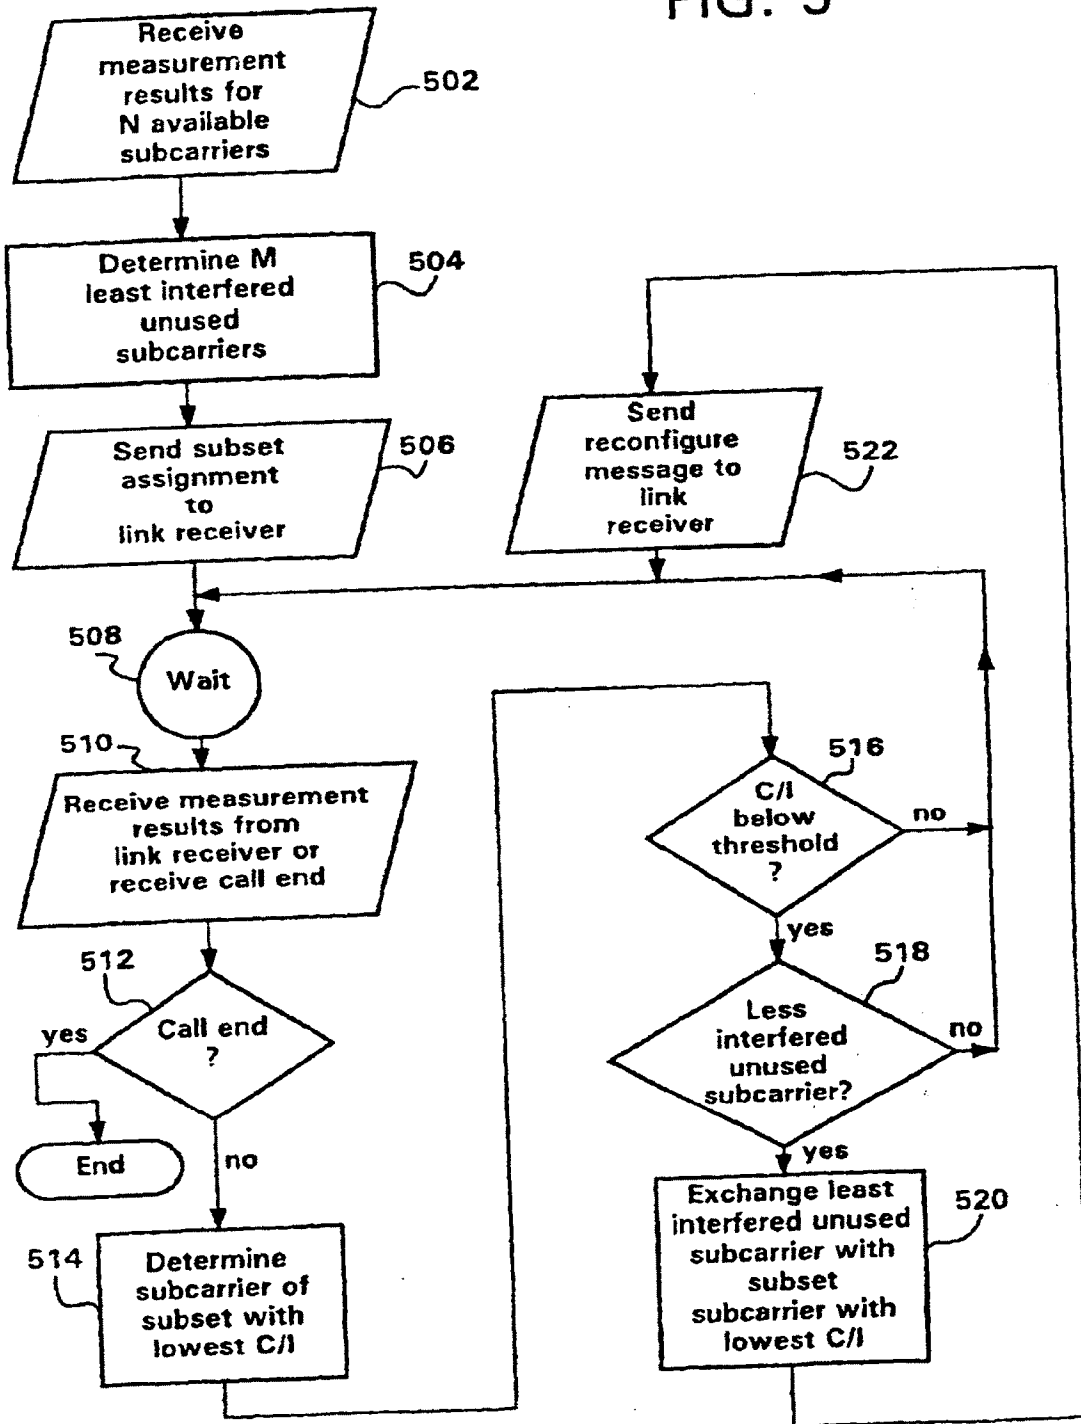 Receive
measurement
results for
N available
subcarriers
502
Determine M
least interfered
unused
subcarriers
504
Send subset
assignment
to
link receiver
506
Send
reconfigure
message to
link
receiver
522
508
Wait
510
Receive measurement
results from
link receiver or
receive call end
512
yes
Call end
?
End
no
514
Determine
subcarrier of
subset with
lowest C/I
516
C/I
below
threshold
?
no
yes
518
Less
interfered
unused
subcarrier?
no
yes
Exchange least
interfered unused
subcarrier with
subset
subcarrier with
lowest C/I
520